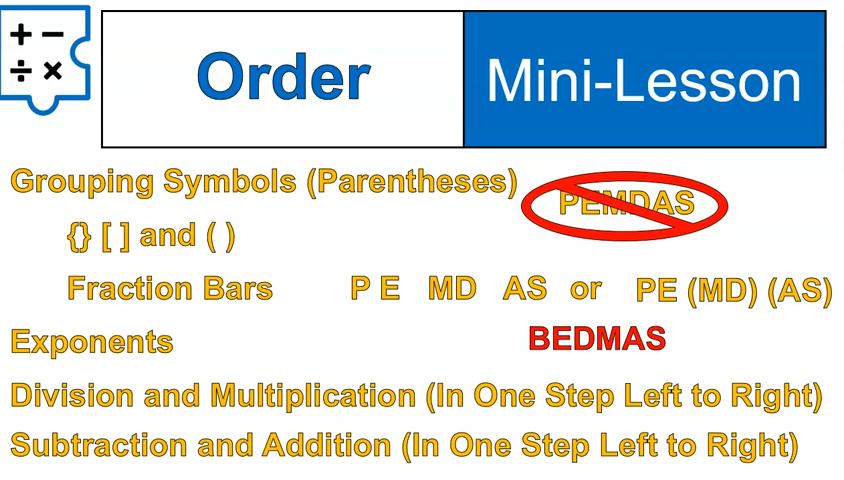 + −
÷ ×
Order
Mini-Lesson
Grouping Symbols (Parentheses)
PEMDAS
{} [ ] and ( )
Fraction Bars
P E MD AS or PE (MD) (AS)
Exponents
BEDMAS
Division and Multiplication (In One Step Left to Right)
Subtraction and Addition (In One Step Left to Right)